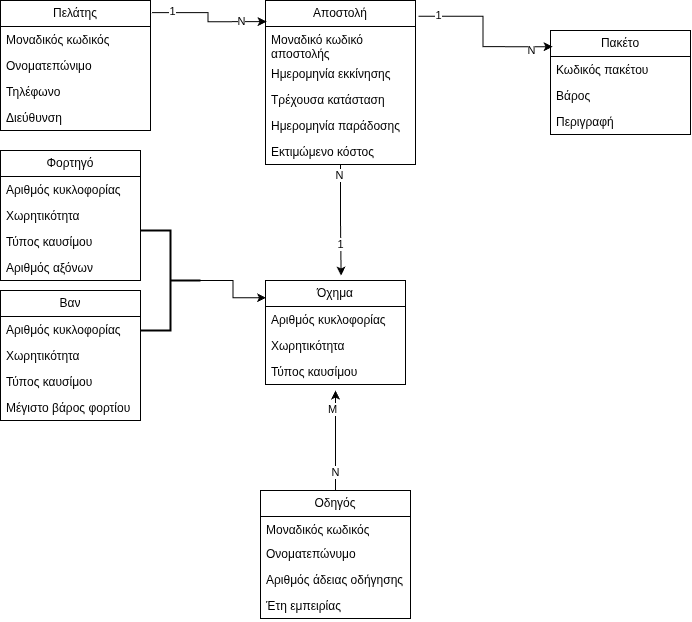 Πελάτης
Μοναδικός κωδικός
Ονοματεπώνιμο
Τηλέφωνο
Διεύθυνση
1
N
Αποστολή
Μοναδικό κωδικό
αποστολής
Ημερομηνία εκκίνησης
Τρέχουσα κατάσταση
Ημερομηνία παράδοσης
Εκτιμώμενο κόστος
1
N
Πακέτο
Κωδικός πακέτου
Βάρος
Περιγραφή
Φορτηγό
Αριθμός κυκλοφορίας
Χωρητικότητα
Τύπος καυσίμου
Αριθμός αξόνων
N
1
Βαν
Αριθμός κυκλοφορίας
Χωρητικότητα
Τύπος καυσίμου
Μέγιστο βάρος φορτίου
Όχημα
Αριθμός κυκλοφορίας
Χωρητικότητα
Τύπος καυσίμου
M
N
Οδηγός
Μοναδικός κωδικός
Ονοματεπώνυμο
Αριθμός άδειας οδήγησης
Έτη εμπειρίας